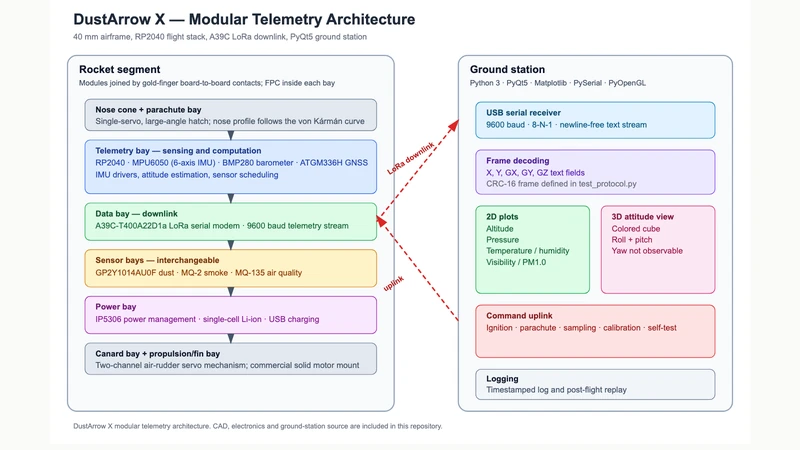 DustArrow X — Modular Telemetry Architecture
40 mm airframe, RP2040 flight stack, A39C LoRa downlink, PyQt5 ground station
Rocket segment
Modules joined by gold-finger board-to-board contacts; FPC inside each bay
Nose cone + parachute bay
Single-servo, large-angle hatch; nose profile follows the von Kármán curve
Telemetry bay — sensing and computation
RP2040 · MPU6050 (6-axis IMU) · BMP280 barometer · ATGM336H GNSS
IMU drivers, attitude estimation, sensor scheduling
Data bay — downlink
A39C-T400A22D1a LoRa serial modem · 9600 baud telemetry stream
Sensor bays — interchangeable
GP2Y1014AU0F dust · MQ-2 smoke · MQ-135 air quality
Power bay
IP5306 power management · single-cell Li-ion · USB charging
Canard bay + propulsion/fin bay
Two-channel air-rudder servo mechanism; commercial solid motor mount
LoRa downlink
uplink
Ground station
Python 3 · PyQt5 · Matplotlib · PySerial · PyOpenGL
USB serial receiver
9600 baud · 8-N-1 · newline-free text stream
Frame decoding
X, Y, GX, GY, GZ text fields
CRC-16 frame defined in test_protocol.py
2D plots
Altitude
Pressure
Temperature / humidity
Visibility / PM1.0
3D attitude view
Colored cube
Roll + pitch
Yaw not observable
Command uplink
Ignition · parachute · sampling · calibration · self-test
Logging
Timestamped log and post-flight replay
DustArrow X modular telemetry architecture. CAD, electronics and ground-station source are included in this repository.